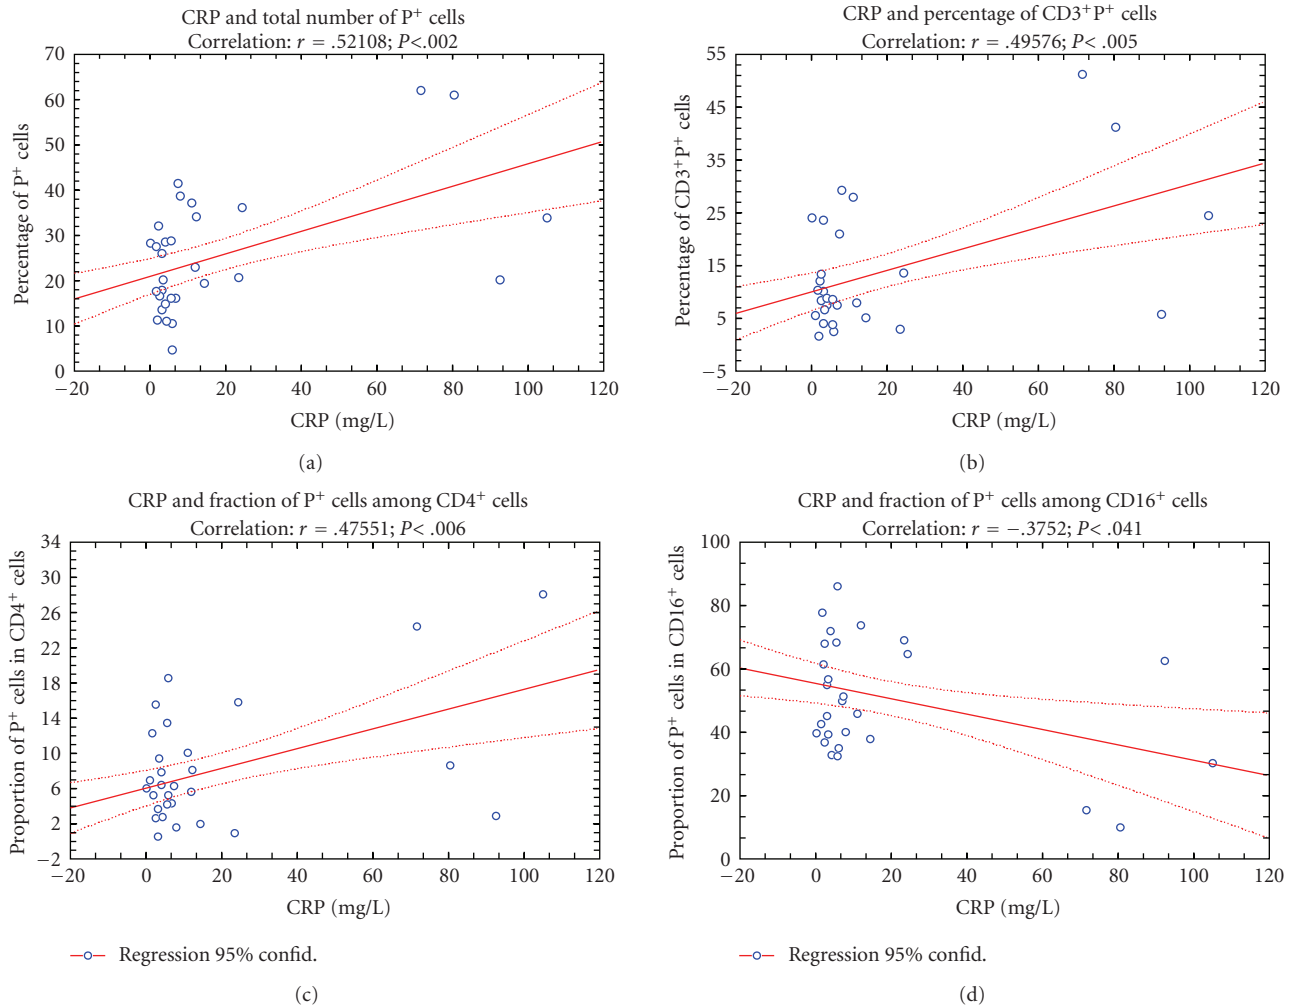 CRP and total number of P⁺ cells
Correlation: r = .52108; P<.002
70
60
50
40
30
20
10
0
Percentage of P⁺ cells
−20 0 20 40 60 80 100 120
CRP (mg/L)
(a)
CRP and percentage of CD3⁺P⁺ cells
Correlation: r = .49576; P< .005
55
45
35
25
15
5
−5
Percentage of CD3⁺P⁺ cells
−20 0 20 40 60 80 100 120
CRP (mg/L)
(b)
CRP and fraction of P⁺ cells among CD4⁺ cells
Correlation: r = .47551; P< .006
34
30
26
22
18
14
10
6
2
−2
Proportion of P⁺ cells in CD4⁺ cells
−20 0 20 40 60 80 100 120
CRP (mg/L)
Regression 95% confid.
(c)
CRP and fraction of P⁺ cells among CD16⁺ cells
Correlation: r = −.3752; P< .041
100
80
60
40
20
0
Proportion of P⁺ cells in CD16⁺ cells
−20 0 20 40 60 80 100 120
CRP (mg/L)
Regression 95% confid.
(d)